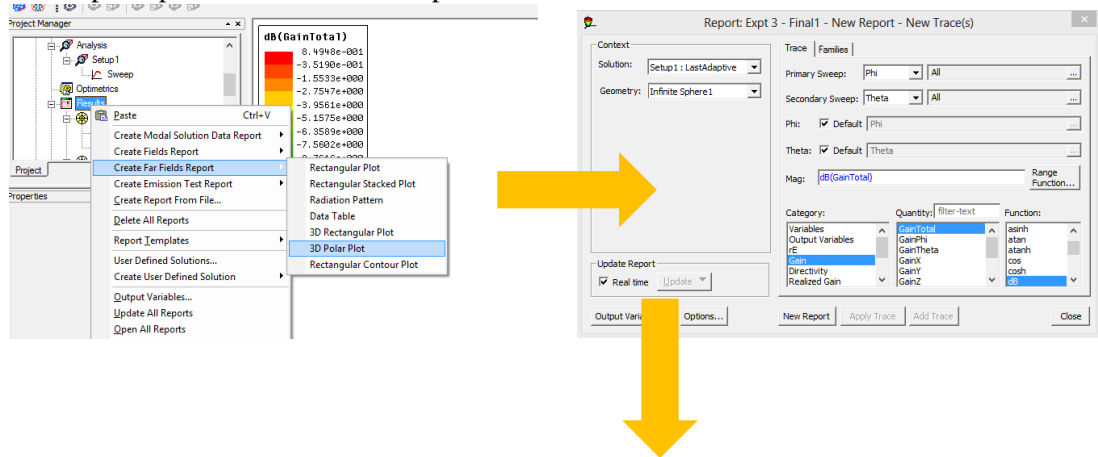 Project Manager
Analysis
Setup1
Sweep
Optimetrics
Results
Project
Properties
dB(GainTotal)
8.4948e-001
-3.5190e-001
-1.5533e+000
-2.7547e+000
-3.9561e+000
-5.1575e+000
-6.3589e+000
-7.5602e+000
Paste Ctrl+V
Create Modal Solution Data Report
Create Fields Report
Create Far Fields Report
Create Emission Test Report
Create Report From File...
Delete All Reports
Report Templates
User Defined Solutions...
Create User Defined Solution
Output Variables...
Update All Reports
Open All Reports
Rectangular Plot
Rectangular Stacked Plot
Radiation Pattern
Data Table
3D Rectangular Plot
3D Polar Plot
Rectangular Contour Plot
Report: Expt 3 - Final1 - New Report - New Trace(s)
Context
Solution: Setup1 : LastAdaptive
Geometry: Infinite Sphere1
Update Report
Real time Update
Output Varia
Options...
Trace Families
Primary Sweep: Phi All ...
Secondary Sweep: Theta All ...
Phi: Default Phi ...
Theta: Default Theta ...
Mag: dB(GainTotal) Range Function...
Category: Quantity: filter-text Function:
Variables
Output Variables
rE
Gain
Directivity
Realized Gain
GainTotal
GainPhi
GainTheta
GainX
GainY
GainZ
asinh
atan
atanh
cos
cosh
dB
New Report Apply Trace Add Trace Close